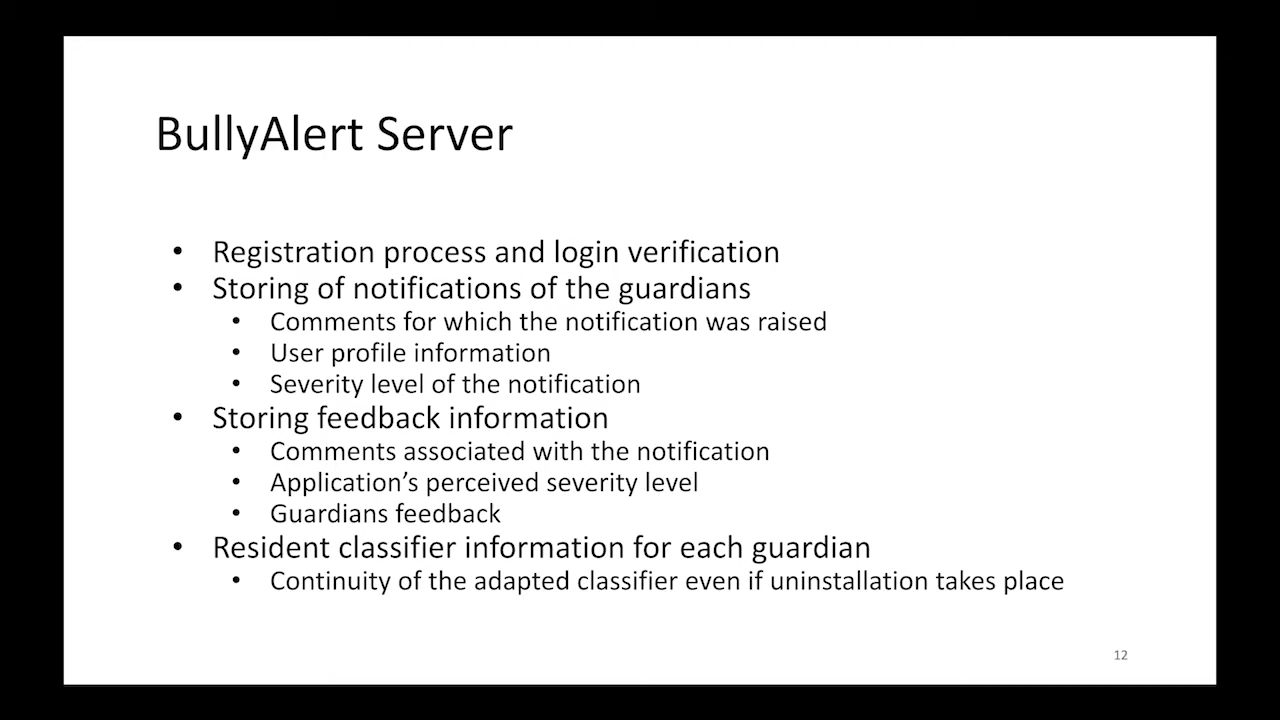 BullyAlert Server
• Registration process and login verification
• Storing of notifications of the guardians
• Comments for which the notification was raised
• User profile information
• Severity level of the notification
• Storing feedback information
• Comments associated with the notification
• Application’s perceived severity level
• Guardians feedback
• Resident classifier information for each guardian
• Continuity of the adapted classifier even if uninstallation takes place
12